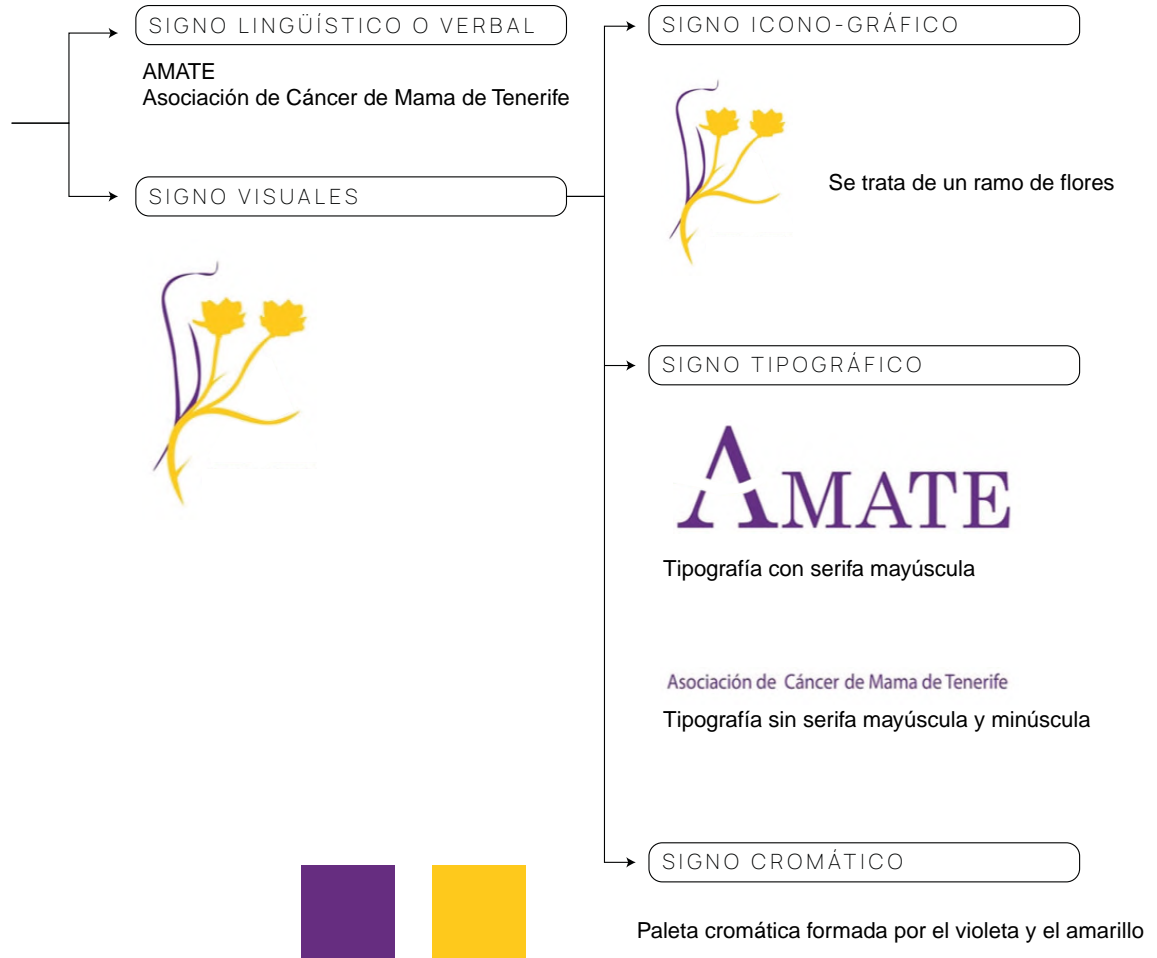 SIGNO LINGÜÍSTICO O VERBAL
AMATE
Asociación de Cáncer de Mama de Tenerife
SIGNO VISUALES
SIGNO ICONO-GRÁFICO
Se trata de un ramo de flores
SIGNO TIPOGRÁFICO
AMATE
Tipografía con serifa mayúscula
Asociación de Cáncer de Mama de Tenerife
Tipografía sin serifa mayúscula y minúscula
SIGNO CROMÁTICO
Paleta cromática formada por el violeta y el amarillo